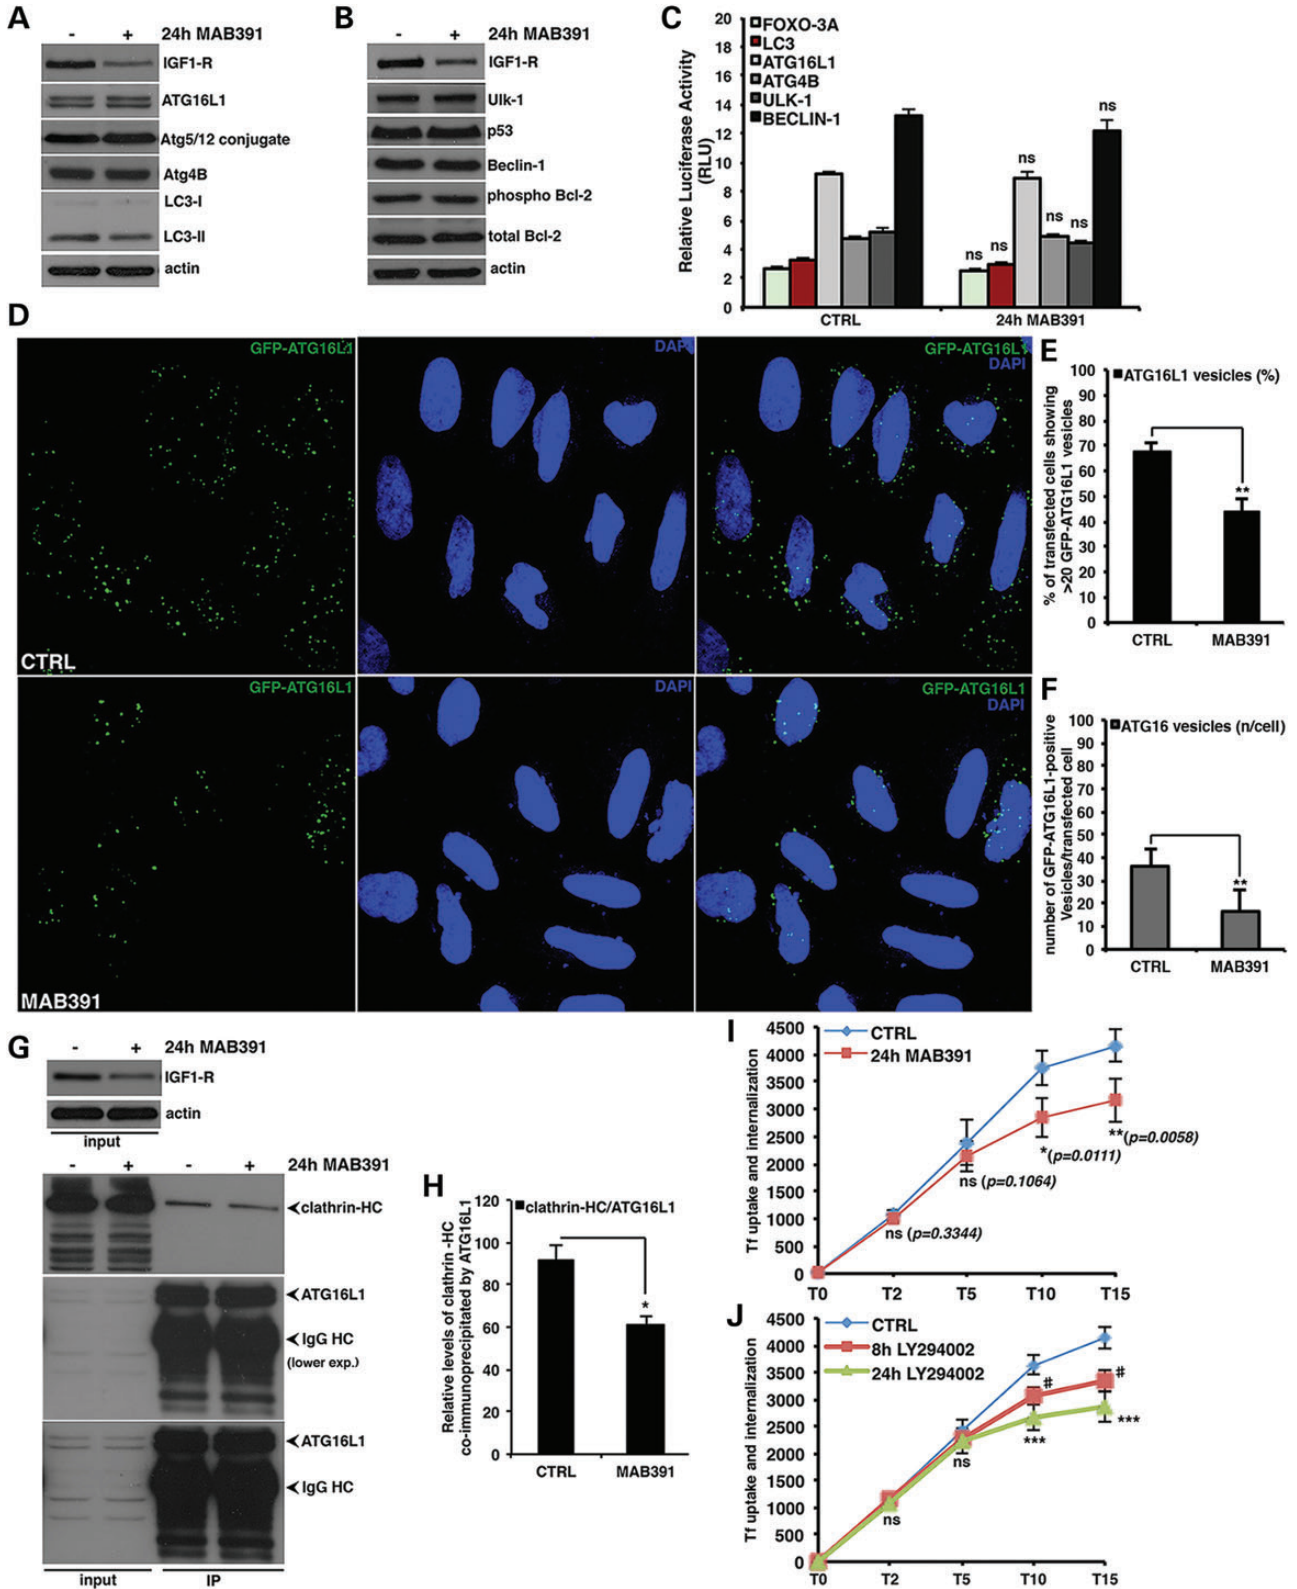 A
- + 24h MAB391
IGF1-R
ATG16L1
Atg5/12 conjugate
Atg4B
LC3-I
LC3-II
actin
B
- + 24h MAB391
IGF1-R
Ulk-1
p53
Beclin-1
phospho Bcl-2
total Bcl-2
actin
C
Relative Luciferase Activity
(RLU)
20
18
16
14
12
10
8
6
4
2
0
FOXO-3A
LC3
ATG16L1
ATG4B
ULK-1
BECLIN-1
ns ns ns ns ns ns
CTRL 24h MAB391
D
GFP-ATG16L1
DAPI
GFP-ATG16L1
DAPI
CTRL
GFP-ATG16L1
DAPI
GFP-ATG16L1
DAPI
MAB391
E
% of transfected cells showing
>20 GFP-ATG16L1 vesicles
100
90
80
70
60
50
40
30
20
10
0
ATG16L1 vesicles (%)
**
CTRL MAB391
F
number of GFP-ATG16L1-positive
Vesicles/transfected cell
100
90
80
70
60
50
40
30
20
10
0
ATG16 vesicles (n/cell)
**
CTRL MAB391
G
- + 24h MAB391
IGF1-R
actin
input
- + - + 24h MAB391
clathrin-HC
ATG16L1
IgG HC
(lower exp.)
ATG16L1
IgG HC
input IP
H
Relative levels of clathrin -HC
co-immunoprecipitated by ATG16L1
120
100
80
60
40
20
0
clathrin-HC/ATG16L1
*
CTRL MAB391
I
Tf uptake and internalization
4500
4000
3500
3000
2500
2000
1500
1000
500
0
CTRL
24h MAB391
**(p=0.0058)
*(p=0.0111)
ns (p=0.1064)
ns (p=0.3344)
T0 T2 T5 T10 T15
J
Tf uptake and internalization
4500
4000
3500
3000
2500
2000
1500
1000
500
0
CTRL
8h LY294002
24h LY294002
# #
*** ***
ns
ns
T0 T2 T5 T10 T15